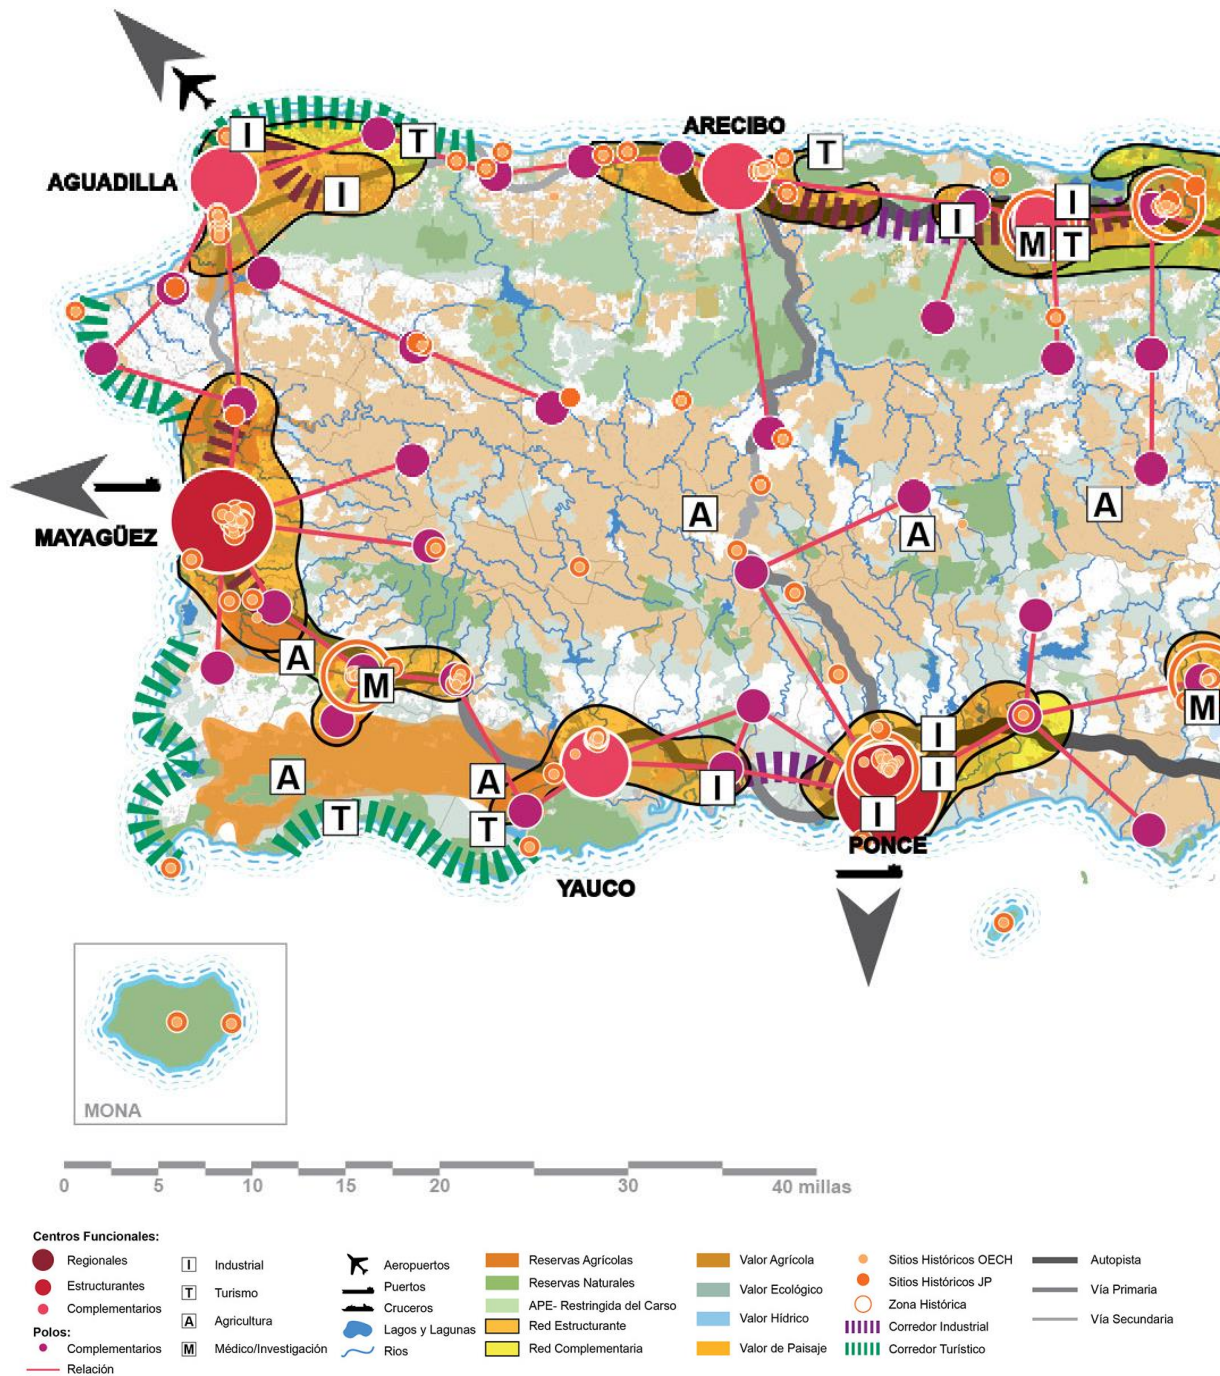 ARECIBO
I
T
T
AGUADILLA
I
I
I
M
T
A
A
A
MAYAGÜEZ
A
M
M
I
A
A
I
I
T
T
I
PONCE
YAUCO
MONA
0 5 10 15 20 30 40 millas
Centros Funcionales:
Regionales
Estructurantes
Complementarios
Polos:
Complementarios
Relación
I Industrial
T Turismo
A Agricultura
M Médico/Investigación
Aeropuertos
Puertos
Cruceros
Lagos y Lagunas
Rios
Reservas Agrícolas
Reservas Naturales
APE- Restringida del Carso
Red Estructurante
Red Complementaria
Valor Agrícola
Valor Ecológico
Valor Hídrico
Valor de Paisaje
Sitios Históricos OECH
Sitios Históricos JP
Zona Histórica
Corredor Industrial
Corredor Turístico
Autopista
Vía Primaria
Vía Secundaria